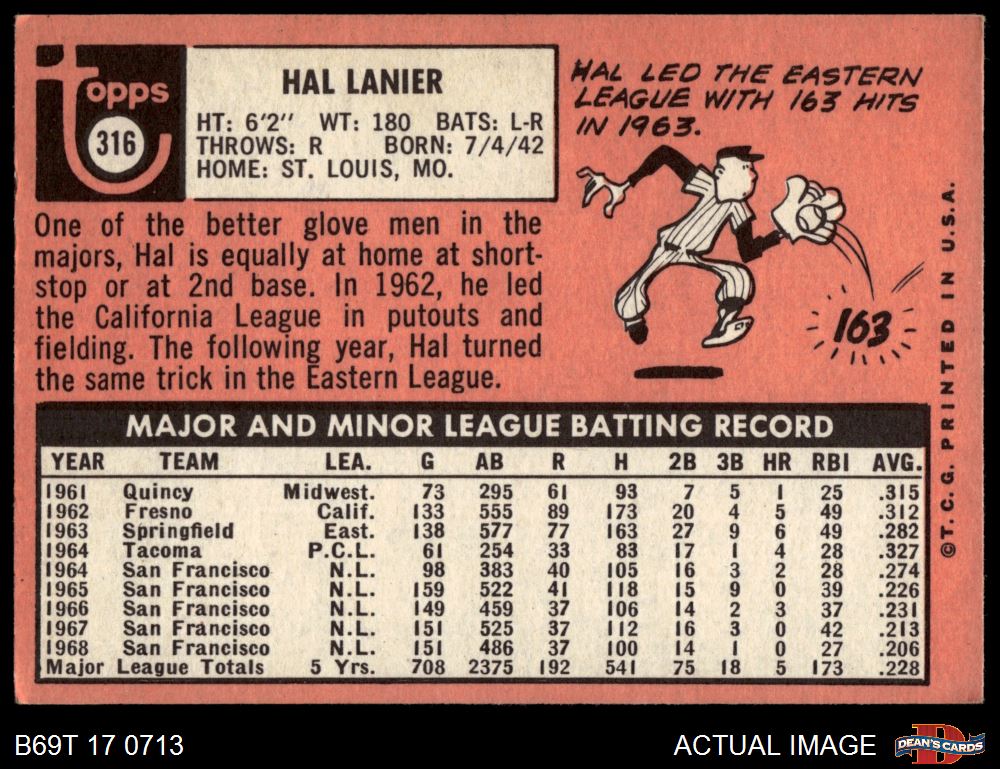 Topps
316
HAL LANIER
HT: 6'2" WT: 180 BATS: L-R
THROWS: R BORN: 7/4/42
HOME: ST. LOUIS, MO.
One of the better glove men in the
majors, Hal is equally at home at short-
stop or at 2nd base. In 1962, he led
the California League in putouts and
fielding. The following year, Hal turned
the same trick in the Eastern League.
HAL LED THE EASTERN
LEAGUE WITH 163 HITS
IN 1963.
163
©T. C. G. PRINTED IN U.S.A.
MAJOR AND MINOR LEAGUE BATTING RECORD
YEAR TEAM LEA. G AB R H 2B 3B HR RBI AVG.
1961 Quincy Midwest. 73 295 61 93 7 5 1 25 .315
1962 Fresno Calif. 133 555 89 173 20 4 5 49 .312
1963 Springfield East. 138 577 77 163 27 9 6 49 .282
1964 Tacoma P.C.L. 61 254 33 83 17 1 4 28 .327
1964 San Francisco N.L. 98 383 40 105 16 3 2 28 .274
1965 San Francisco N.L. 159 522 41 118 15 9 0 39 .226
1966 San Francisco N.L. 149 459 37 106 14 2 3 37 .231
1967 San Francisco N.L. 151 525 37 112 16 3 0 42 .213
1968 San Francisco N.L. 151 486 37 100 14 1 0 27 .206
Major League Totals 5 Yrs. 708 2375 192 541 75 18 5 173 .228
B69T 17 0713
ACTUAL IMAGE
D
DEAN'S CARDS